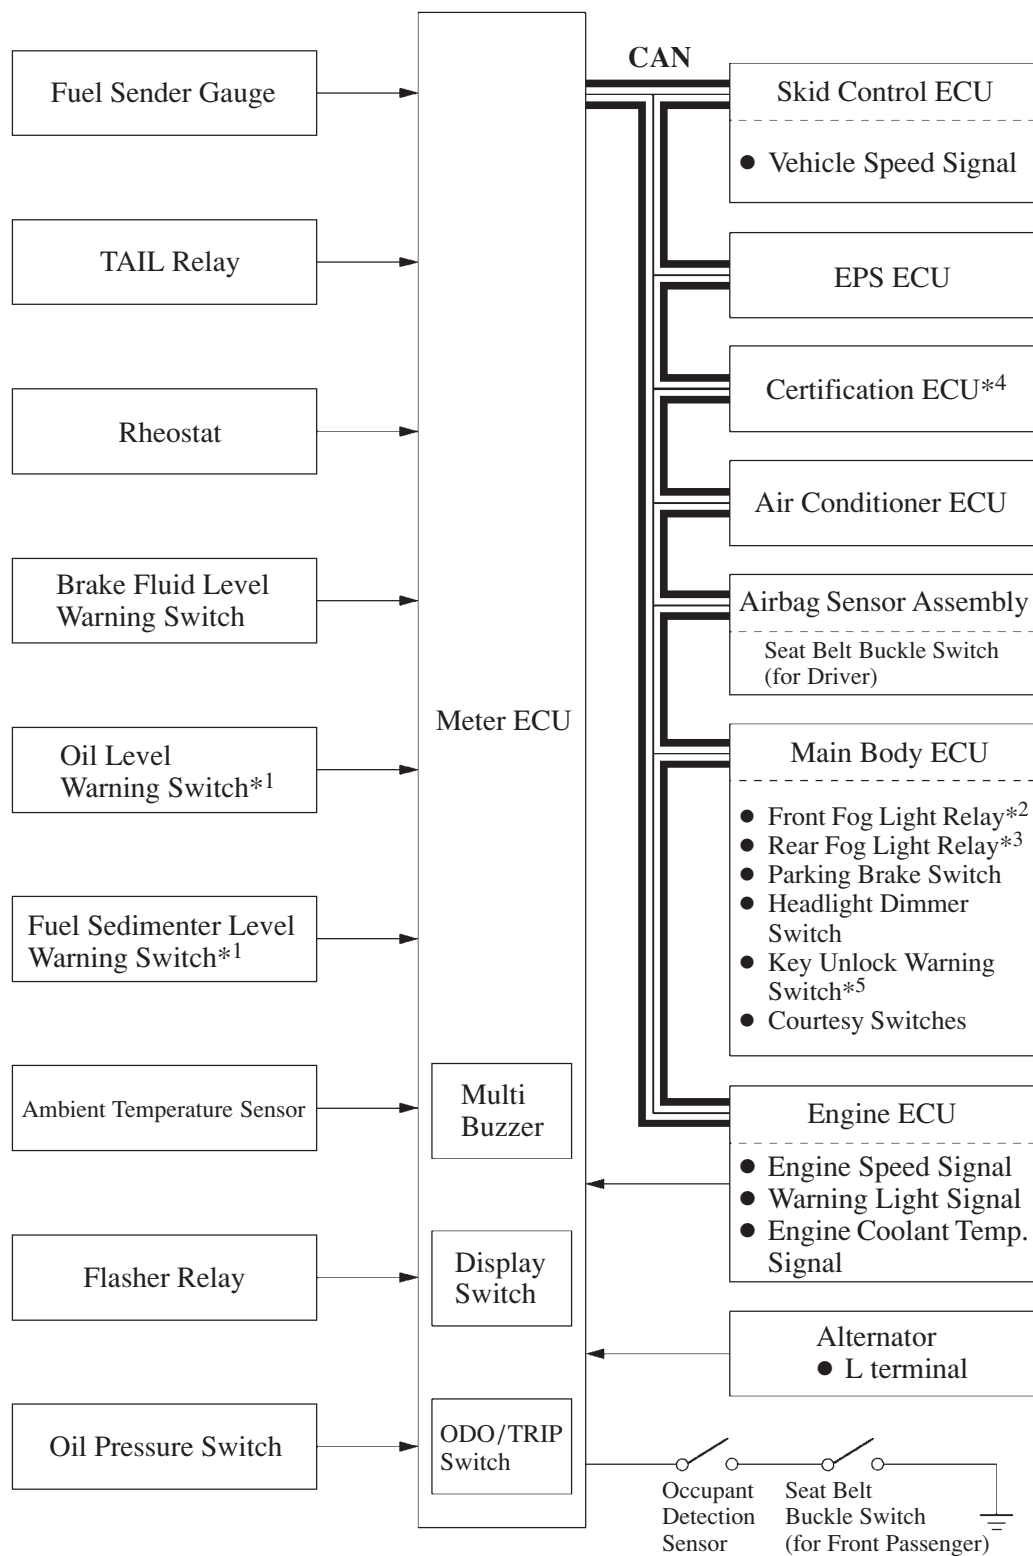 Fuel Sender Gauge
TAIL Relay
Rheostat
Brake Fluid Level
Warning Switch
Oil Level
Warning Switch*1
Fuel Sedimenter Level
Warning Switch*1
Ambient Temperature Sensor
Flasher Relay
Oil Pressure Switch
Meter ECU
Multi
Buzzer
Display
Switch
ODO/TRIP
Switch
CAN
Skid Control ECU
● Vehicle Speed Signal
EPS ECU
Certification ECU*4
Air Conditioner ECU
Airbag Sensor Assembly
Seat Belt Buckle Switch
(for Driver)
Main Body ECU
● Front Fog Light Relay*2
● Rear Fog Light Relay*3
● Parking Brake Switch
● Headlight Dimmer
Switch
● Key Unlock Warning
Switch*5
● Courtesy Switches
Engine ECU
● Engine Speed Signal
● Warning Light Signal
● Engine Coolant Temp.
Signal
Alternator
● L terminal
Occupant
Detection
Sensor
Seat Belt
Buckle Switch
(for Front Passenger)